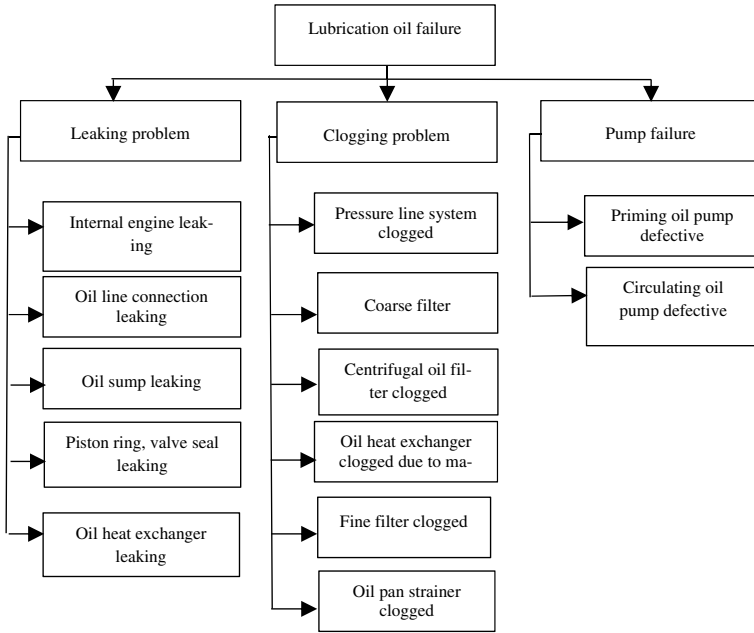 Lubrication oil failure
Leaking problem
Clogging problem
Pump failure
Internal engine leak-
ing
Oil line connection
leaking
Oil sump leaking
Piston ring, valve seal
leaking
Oil heat exchanger
leaking
Pressure line system
clogged
Coarse filter
Centrifugal oil fil-
ter clogged
Oil heat exchanger
clogged due to ma-
Fine filter clogged
Oil pan strainer
clogged
Priming oil pump
defective
Circulating oil
pump defective